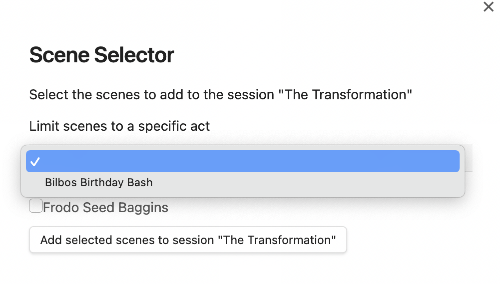 Scene Selector
Select the scenes to add to the session "The Transformation"
Limit scenes to a specific act
Bilbos Birthday Bash
Frodo Seed Baggins
Add selected scenes to session "The Transformation"